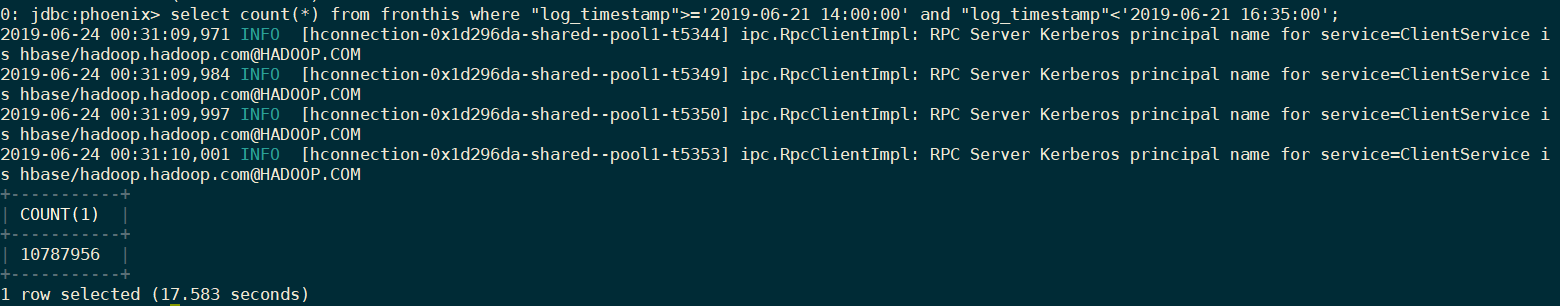 0: jdbc:phoenix> select count(*) from fronthis where "log_timestamp">='2019-06-21 14:00:00' and "log_timestamp"<'2019-06-21 16:35:00';
2019-06-24 00:31:09,971 INFO  [hconnection-0x1d296da-shared--pool1-t5344] ipc.RpcClientImpl: RPC Server Kerberos principal name for service=ClientService i
s hbase/hadoop.hadoop.com@HADOOP.COM
2019-06-24 00:31:09,984 INFO  [hconnection-0x1d296da-shared--pool1-t5349] ipc.RpcClientImpl: RPC Server Kerberos principal name for service=ClientService i
s hbase/hadoop.hadoop.com@HADOOP.COM
2019-06-24 00:31:09,997 INFO  [hconnection-0x1d296da-shared--pool1-t5350] ipc.RpcClientImpl: RPC Server Kerberos principal name for service=ClientService i
s hbase/hadoop.hadoop.com@HADOOP.COM
2019-06-24 00:31:10,001 INFO  [hconnection-0x1d296da-shared--pool1-t5353] ipc.RpcClientImpl: RPC Server Kerberos principal name for service=ClientService i
s hbase/hadoop.hadoop.com@HADOOP.COM
+-----------+
| COUNT(1)  |
+-----------+
| 10787956  |
+-----------+
1 row selected (17.583 seconds)